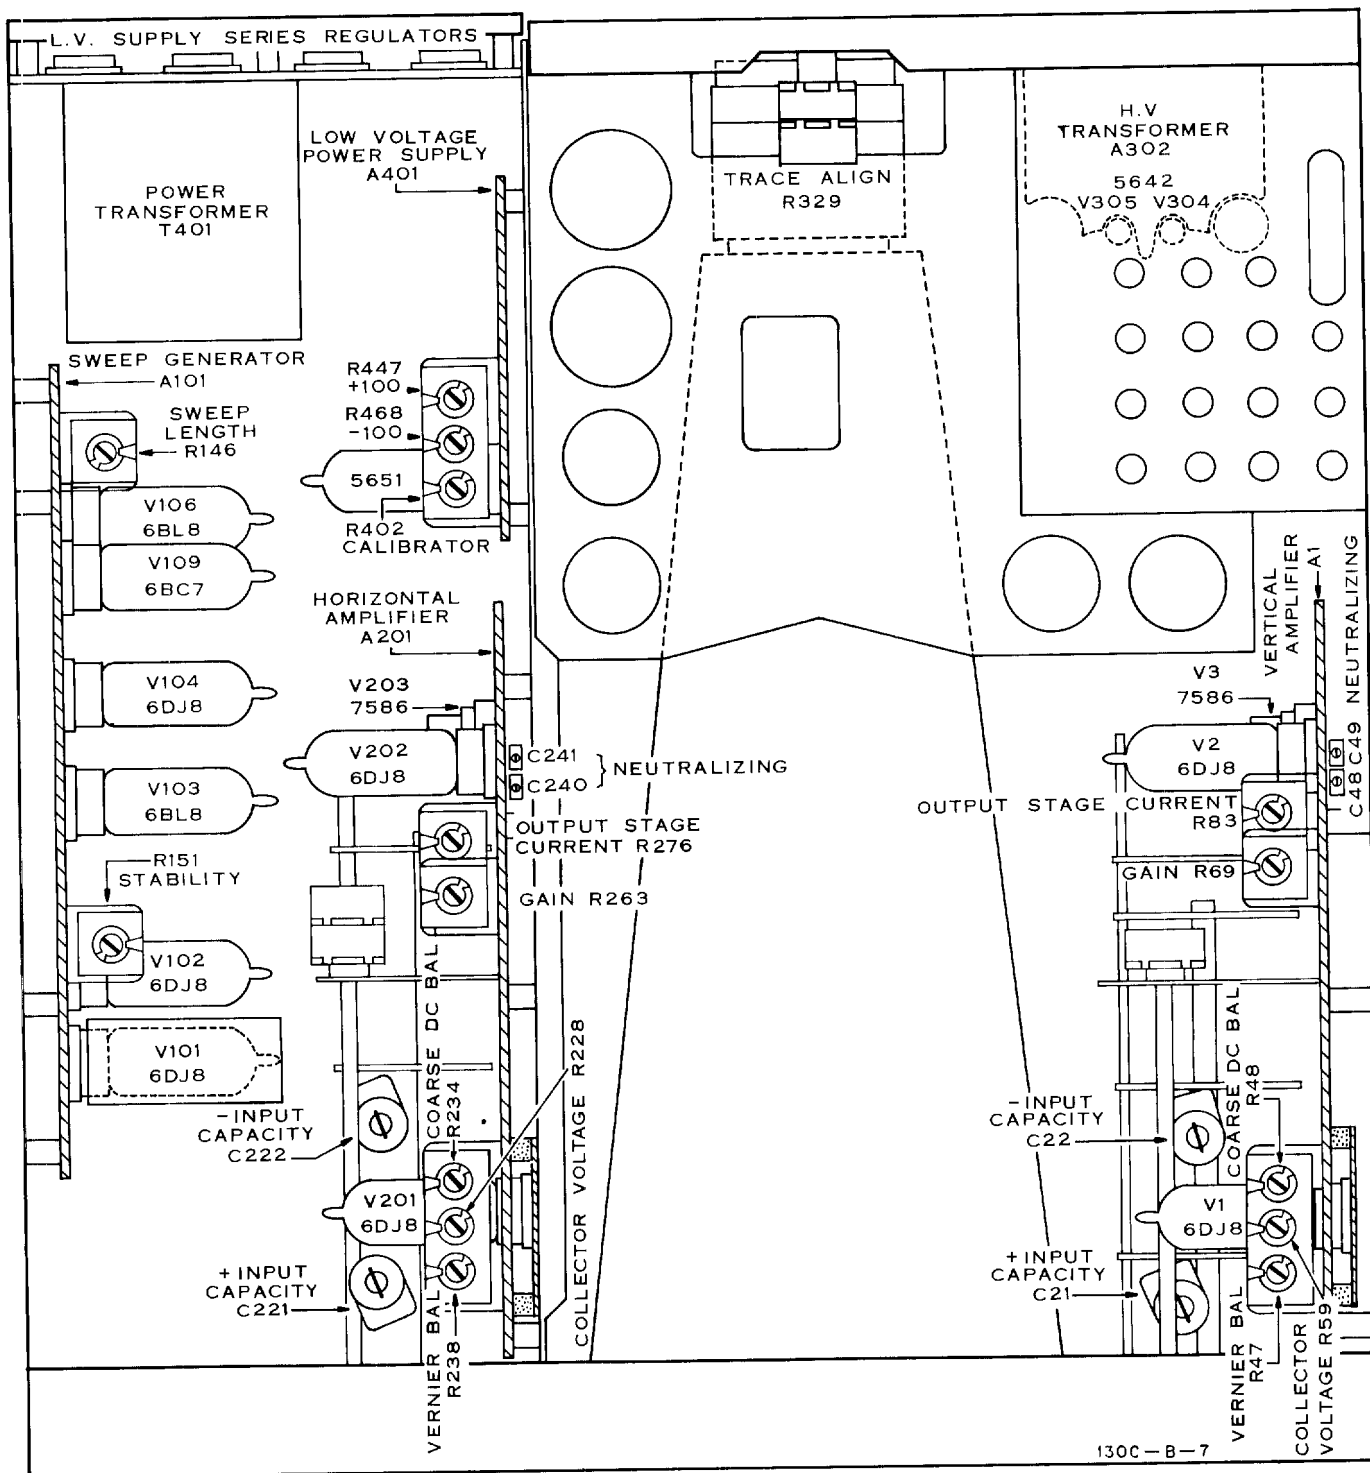 L.V. SUPPLY SERIES REGULATORS
POWER
TRANSFORMER
T401
LOW VOLTAGE
POWER SUPPLY
A401
TRACE ALIGN
R329
H.V
TRANSFORMER
A302
5642
V305 V304
SWEEP GENERATOR
A101
SWEEP
LENGTH
R146
R447
+100
R468
-100
5651
R402
CALIBRATOR
V106
6BL8
V109
6BC7
V104
6DJ8
V103
6BL8
R151
STABILITY
V102
6DJ8
V101
6DJ8
HORIZONTAL
AMPLIFIER
A201
V203
7586
V202
6DJ8
C241
C240
NEUTRALIZING
OUTPUT STAGE
CURRENT R276
GAIN R263
COARSE DC BAL
R234
COLLECTOR VOLTAGE R228
-INPUT
CAPACITY
C222
V201
6DJ8
+INPUT
CAPACITY
C221
VERNIER BAL
R238
VERTICAL
AMPLIFIER
A1
V3
7586
V2
6DJ8
C48 C49 NEUTRALIZING
OUTPUT STAGE CURRENT
R83
GAIN R69
COARSE DC BAL
R48
-INPUT
CAPACITY
C22
V1
6DJ8
+INPUT
CAPACITY
C21
VERNIER BAL
R47
COLLECTOR
VOLTAGE R59
130C-B-7